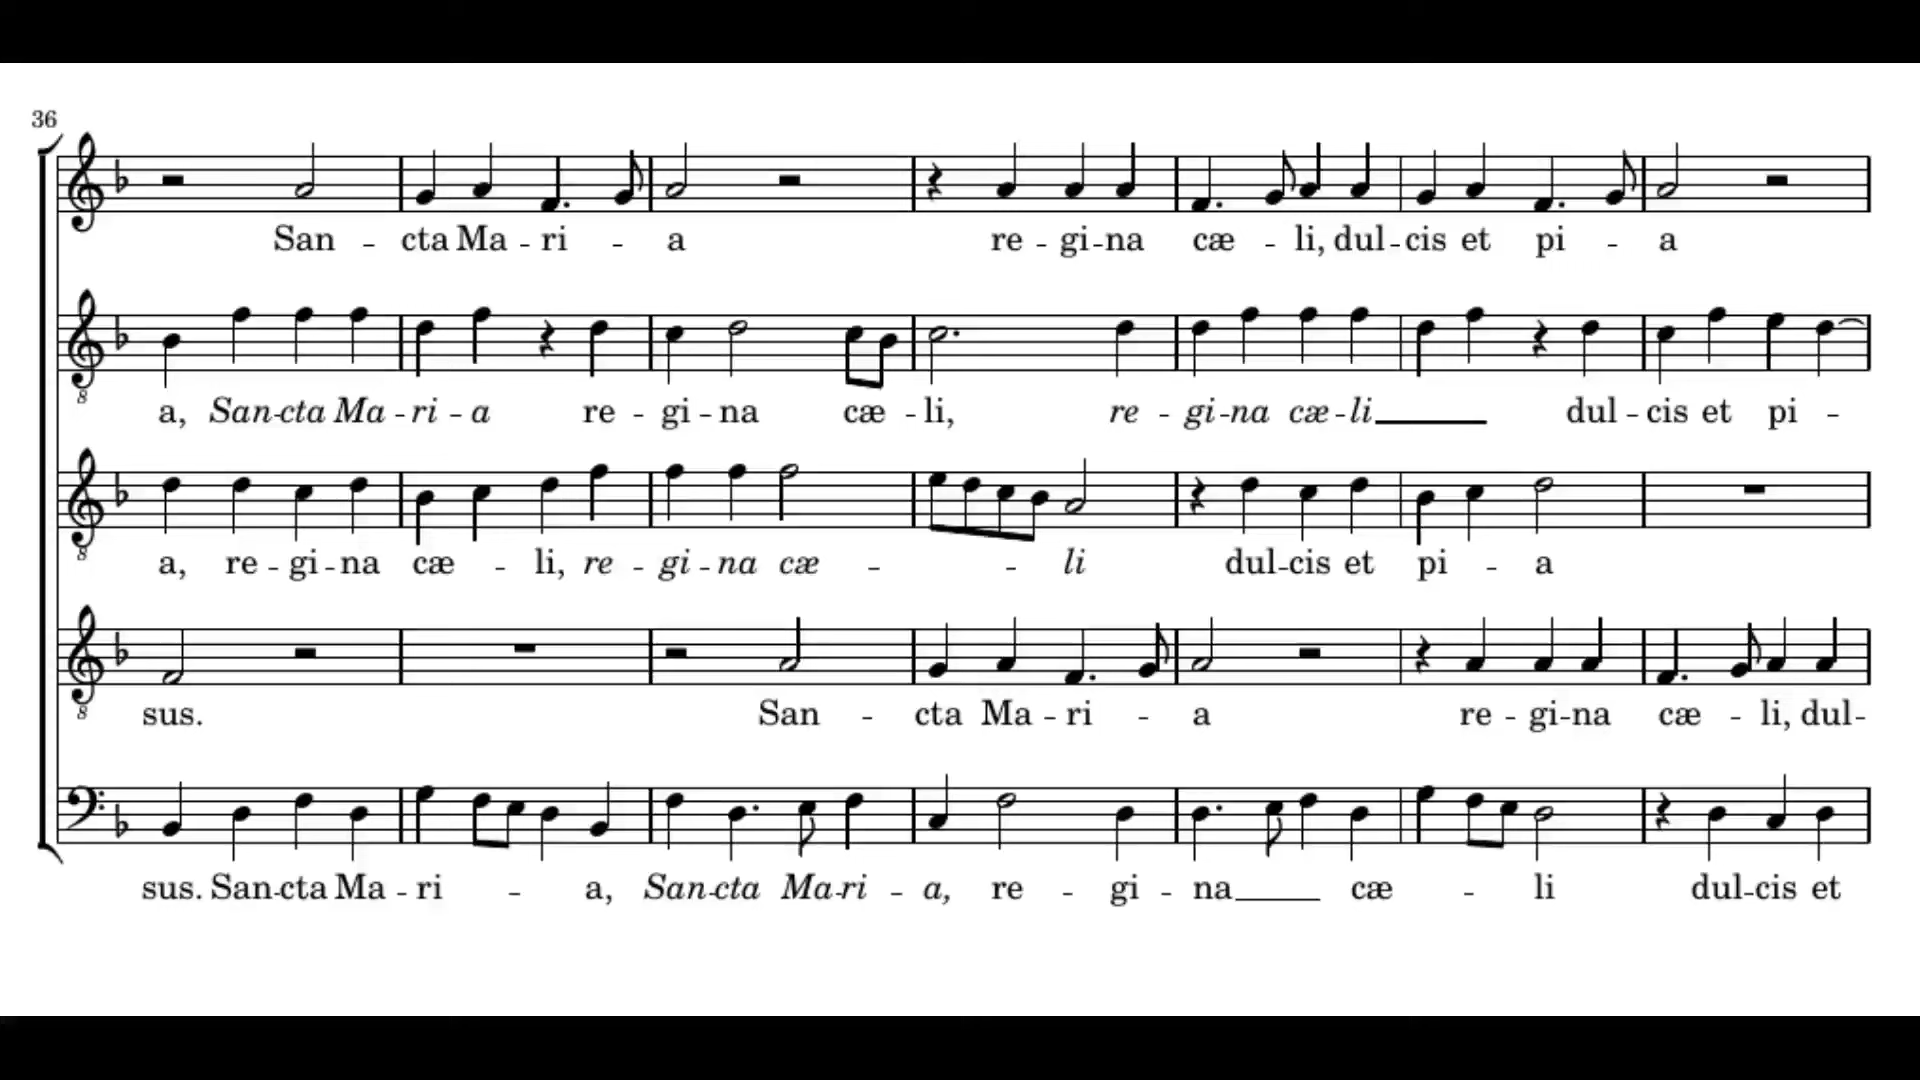 36
San - cta Ma - ri - a re - gi - na cæ - li, dul - cis et pi - a
8
a, San - cta Ma - ri - a re - gi - na cæ - li, re - gi - na cæ - li dul - cis et pi -
8
a, re - gi - na cæ - li, re - gi - na cæ - - li dul - cis et pi - a
8
sus. San - cta Ma - ri - a re - gi - na cæ - li, dul -
sus. San - cta Ma - ri - a, San - cta Ma - ri - a, re - gi - na cæ - li dul - cis et